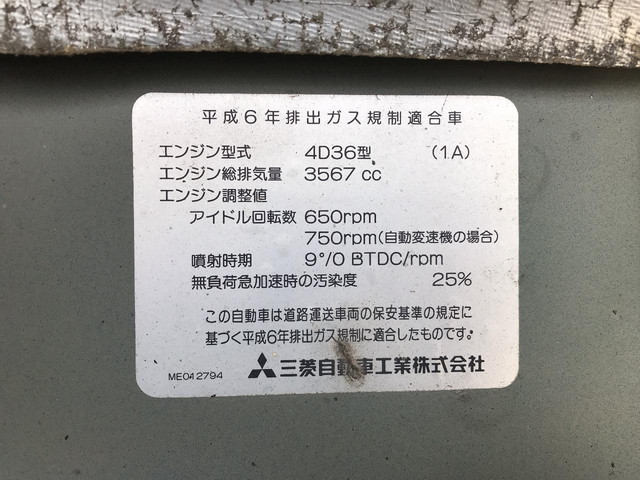 平成6年排出ガス規制適合車
エンジン型式 4D36型 (1A)
エンジン総排気量 3567 cc
エンジン調整値
アイドル回転数 650rpm
750rpm(自動変速機の場合)
噴射時期 9°/0 BTDC/rpm
無負荷急加速時の汚染度 25%
この自動車は道路運送車両の保安基準の規定に
基づく平成6年排出ガス規制に適合したものです。
ME012794 三菱自動車工業株式会社